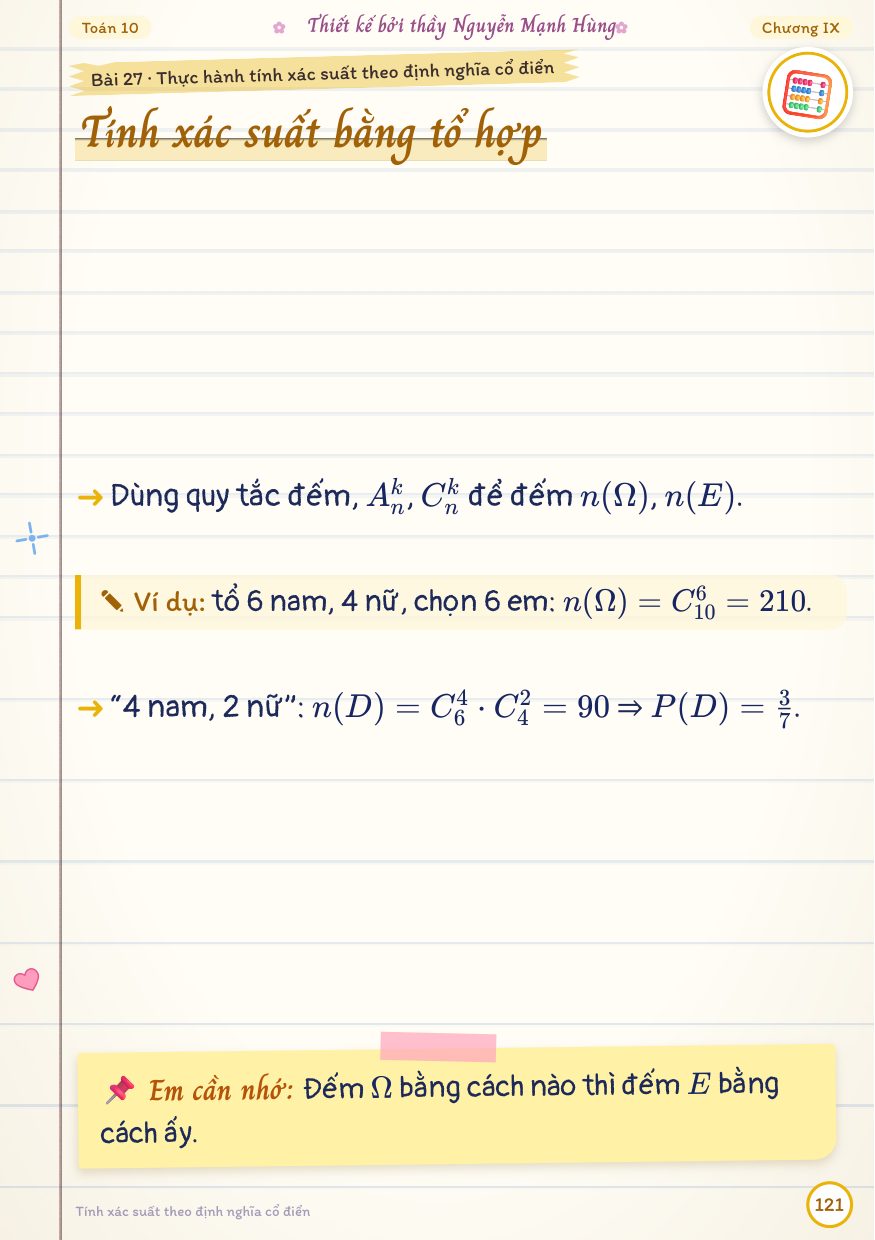 Toán 10
Thiết kế bởi thầy Nguyễn Mạnh Hùng
Chương IX
Bài 27 · Thực hành tính xác suất theo định nghĩa cổ điển
Tính xác suất bằng tổ hợp
→ Dùng quy tắc đếm, $A_n^k$, $C_n^k$ để đếm $n(\Omega)$, $n(E)$.
Ví dụ: tổ 6 nam, 4 nữ, chọn 6 em: $n(\Omega) = C_{10}^6 = 210$.
→ “4 nam, 2 nữ”: $n(D) = C_6^4 \cdot C_4^2 = 90 \Rightarrow P(D) = \frac{3}{7}$.
Em cần nhớ: Đếm $\Omega$ bằng cách nào thì đếm $E$ bằng
cách ấy.
Tính xác suất theo định nghĩa cổ điển
121